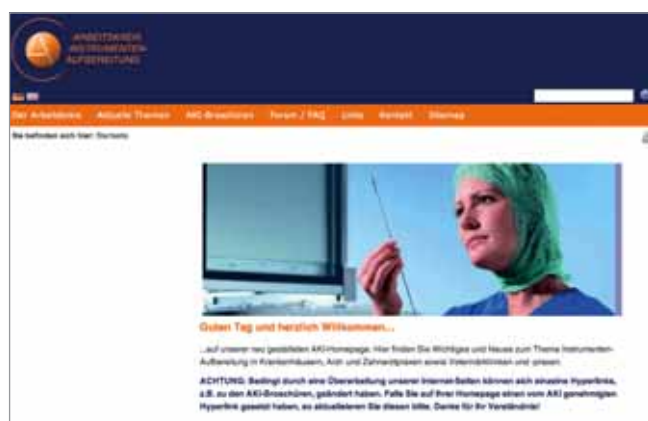 ARBEITSKREIS
INSTRUMENTEN-
AUFBEREITUNG
Der Arbeitskreis Aktuelle Themen AKI-Broschüren Forum / FAQ Links Kontakt Sitemap
Sie befinden sich hier: Startseite
Guten Tag und herzlich Willkommen...
...auf unserer neu gestalteten AKI-Homepage. Hier finden Sie Wichtiges und Neues zum Thema Instrumenten-
Aufbereitung in Krankenhäusern, Arzt- und Zahnarztpraxen sowie Veterinärkliniken und -praxen.
ACHTUNG: Bedingt durch eine Überarbeitung unserer Internet-Seiten können sich einzelne Hyperlinks,
z.B. zu den AKI-Broschüren, geändert haben. Falls Sie auf Ihrer Homepage einen vom AKI genehmigten
Hyperlink gesetzt haben, so aktualisieren Sie diesen bitte. Danke für Ihr Verständnis!